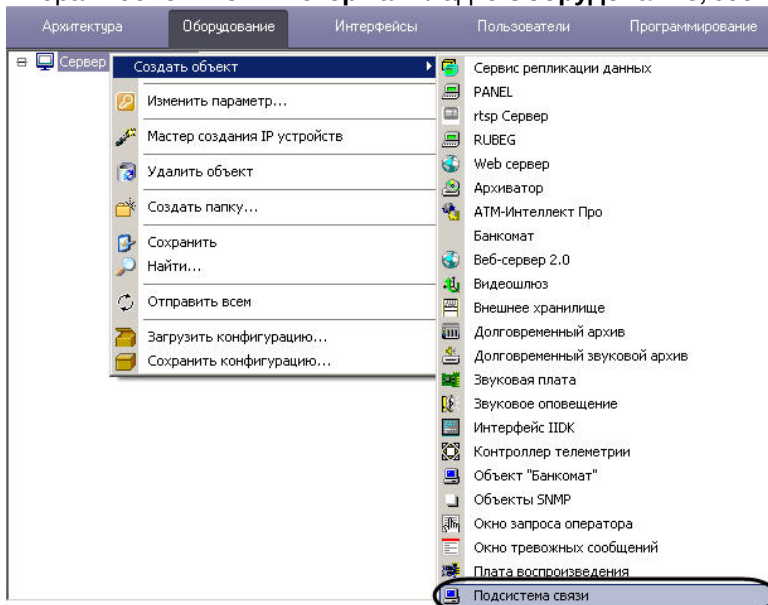 Архитектура Оборудование Интерфейсы Пользователи Программирование
Сервер
Создать объект
Изменить параметр...
Мастер создания IP устройств
Удалить объект
Создать папку...
Сохранить
Найти...
Отправить всем
Загрузить конфигурацию...
Сохранить конфигурацию...
Сервис репликации данных
PANEL
rtsp Сервер
RUBEG
Web сервер
Архиватор
АТМ-Интеллект Про
Банкомат
Веб-сервер 2.0
Видеошлюз
Внешнее хранилище
Долговременный архив
Долговременный звуковой архив
Звуковая плата
Звуковое оповещение
Интерфейс IIDK
Контроллер телеметрии
Объект "Банкомат"
Объекты SNMP
Окно запроса оператора
Окно тревожных сообщений
Плата воспроизведения
Подсистема связи